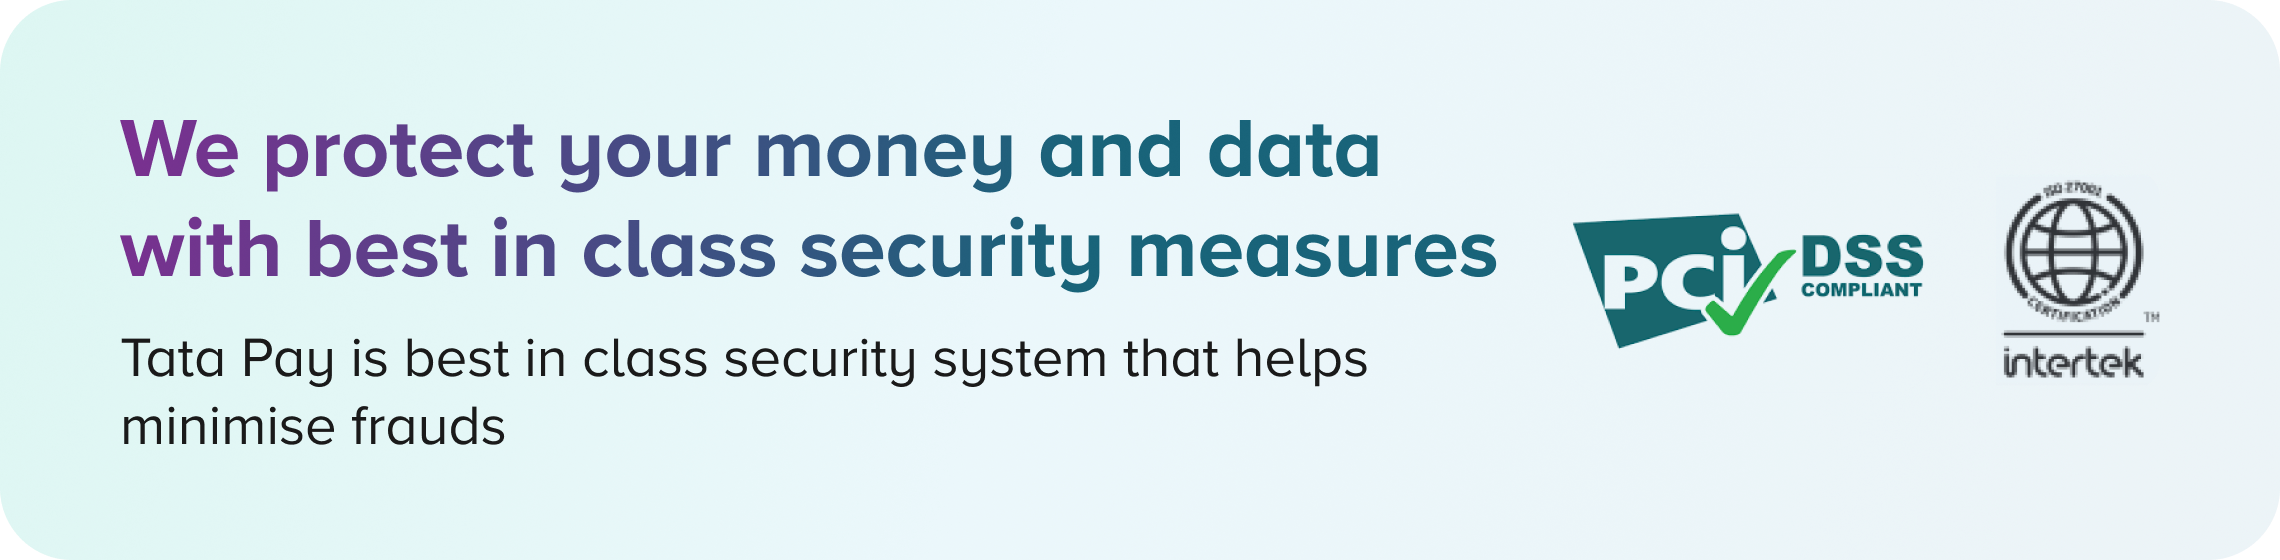 We protect your money and data
with best in class security measures
Tata Pay is best in class security system that helps
minimise frauds
PCi DSS
COMPLIANT
ISO 27001
CERTIFICATION
TM
intertek